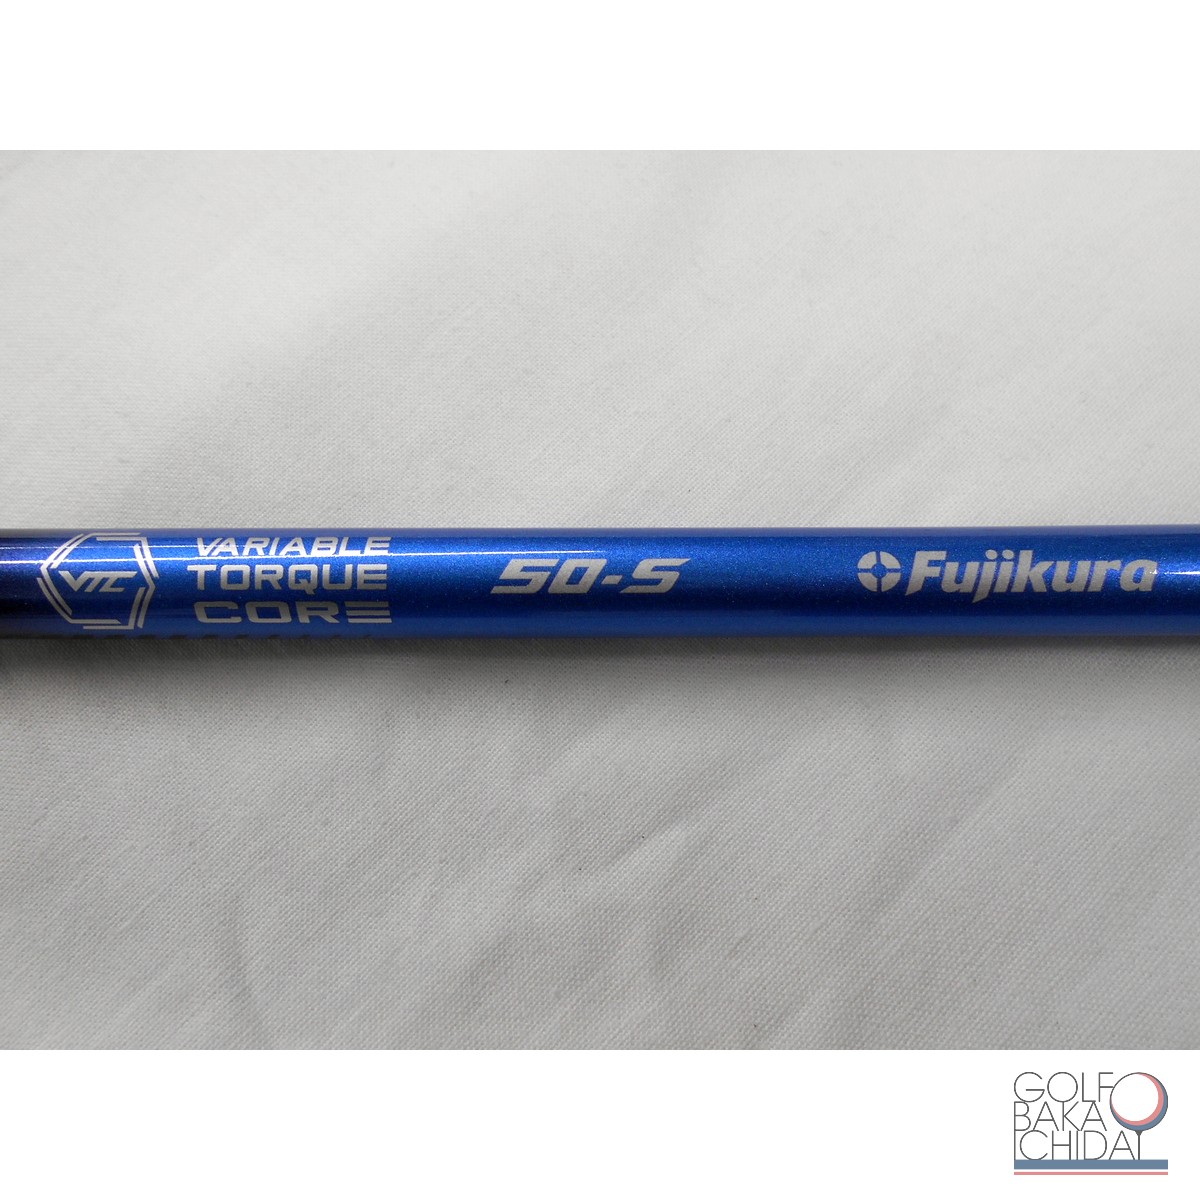 VTC
VARIABLE
TORQUE
CORE
50-S
Fujikura
GOLF
BAKA
ICHIDAI